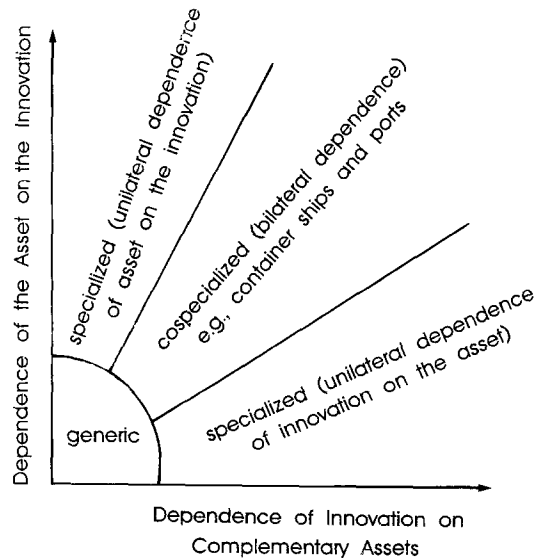 Dependence of the Asset on the Innovation
specialized (unilateral dependence
of asset on the innovation)
cospecialized (bilateral dependence)
e.g., container ships and ports
specialized (unilateral dependence
of innovation on the asset)
generic
Dependence of Innovation on
Complementary Assets